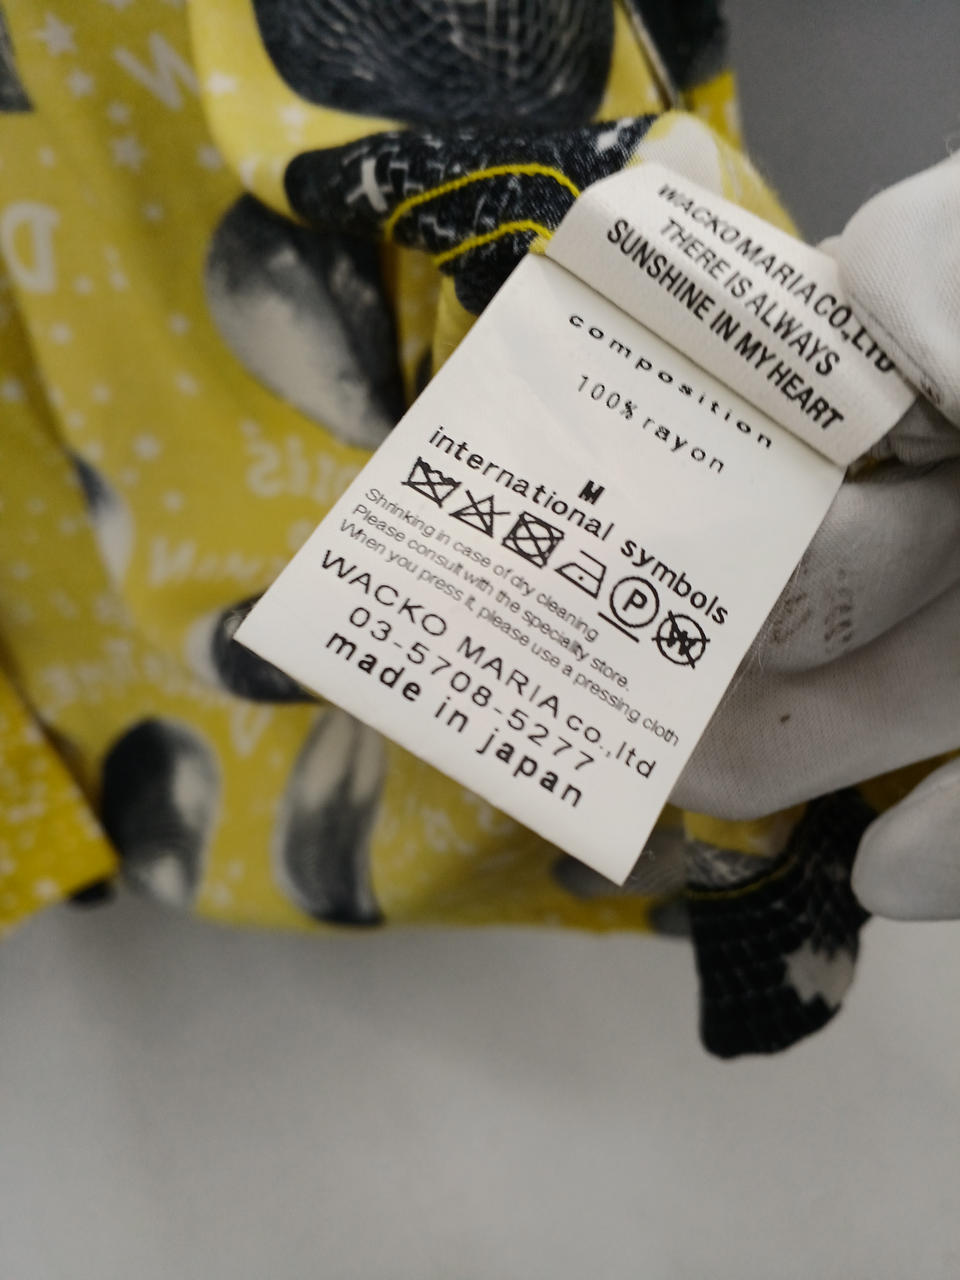 WACKOMARIA CO.,LTD
THERE IS ALWAYS
SUNSHINE IN MY HEART
composition
100% rayon
M
international symbols
P
W
Shrinking in case of dry cleaning
Please consult with the speciality store.
When you press it, please use a pressing cloth
WACKO MARIA co.,ltd
03-5708-5277
made in japan